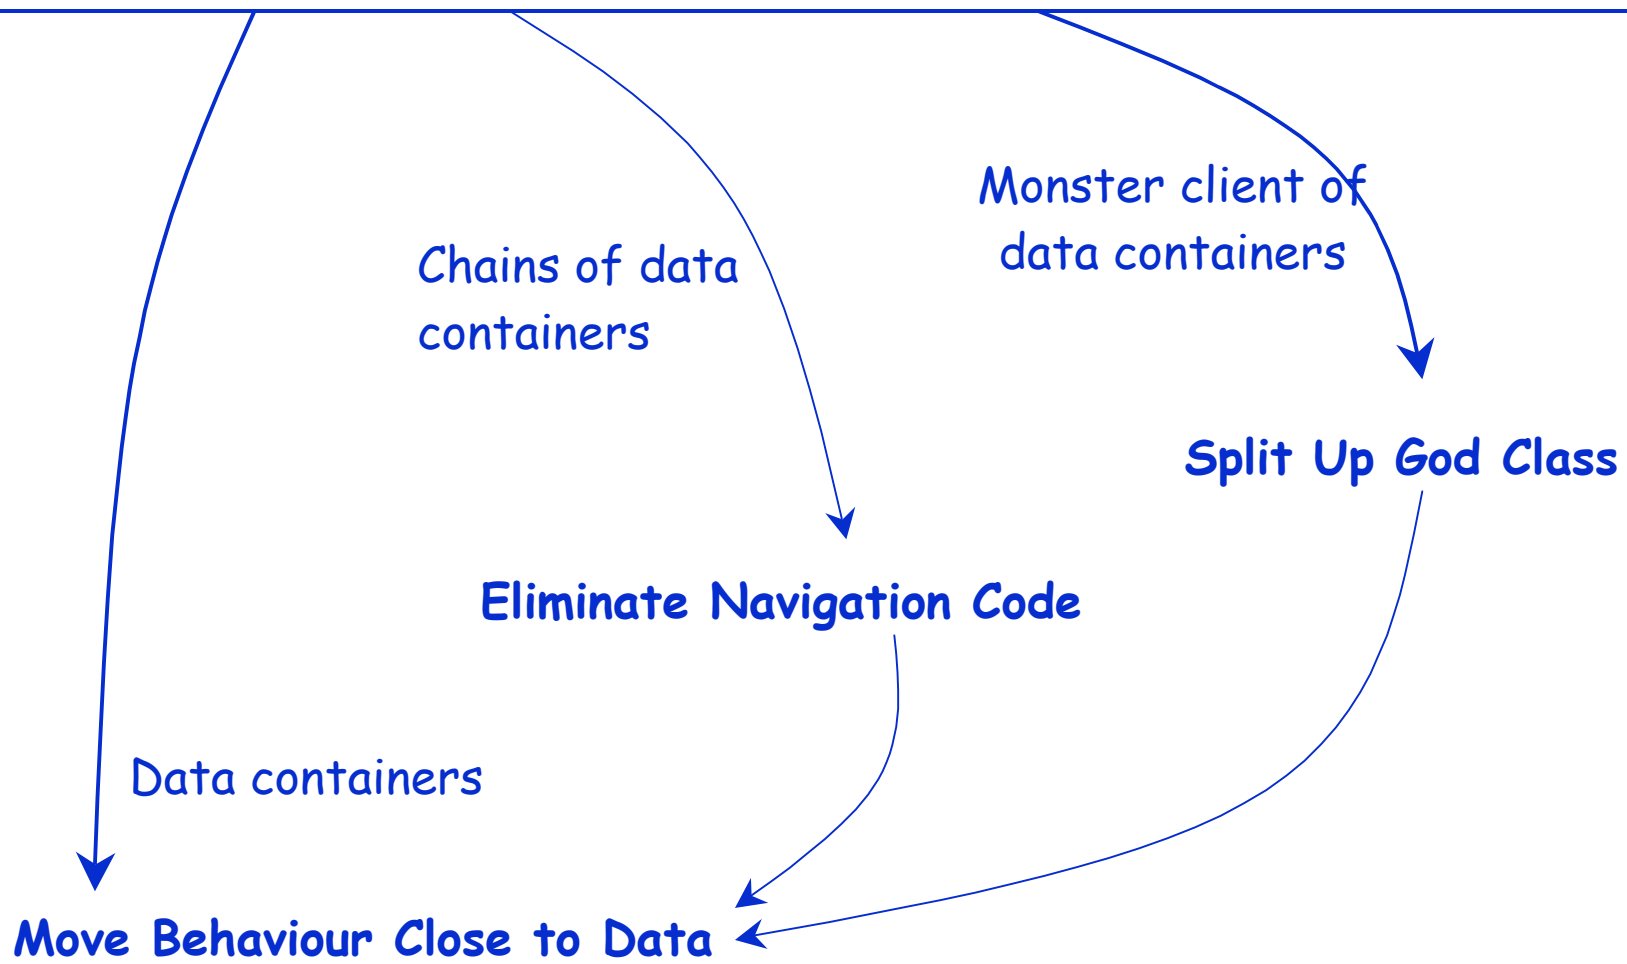 Monster client of
data containers
Chains of data
containers
Split Up God Class
Eliminate Navigation Code
Data containers
Move Behaviour Close to Data